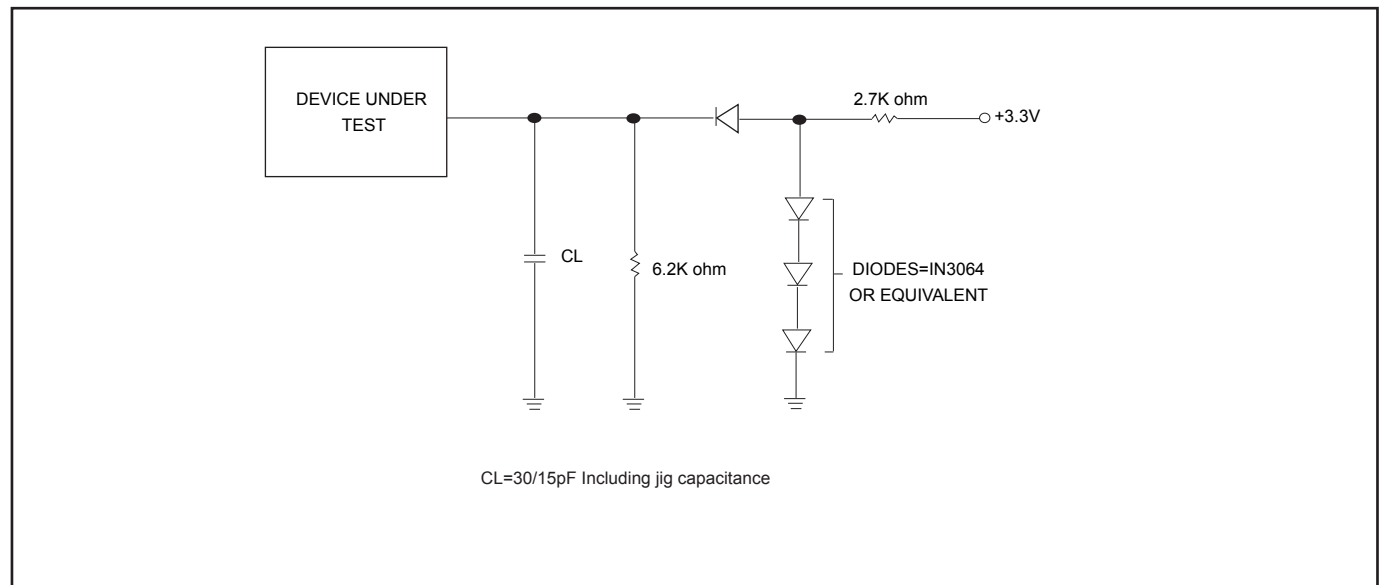 DEVICE UNDER
TEST
2.7K ohm
+3.3V
CL
6.2K ohm
DIODES=IN3064
OR EQUIVALENT
CL=30/15pF Including jig capacitance